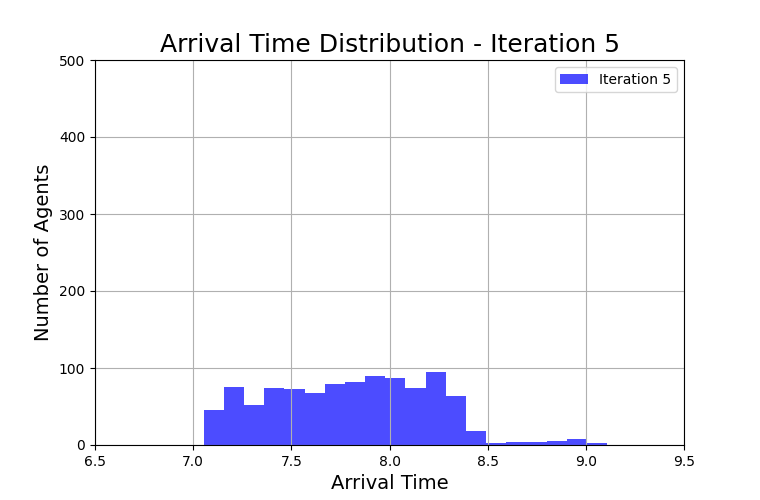 Arrival Time Distribution - Iteration 5
Iteration 5
Number of Agents
500
400
300
200
100
0
6.5 7.0 7.5 8.0 8.5 9.0 9.5
Arrival Time